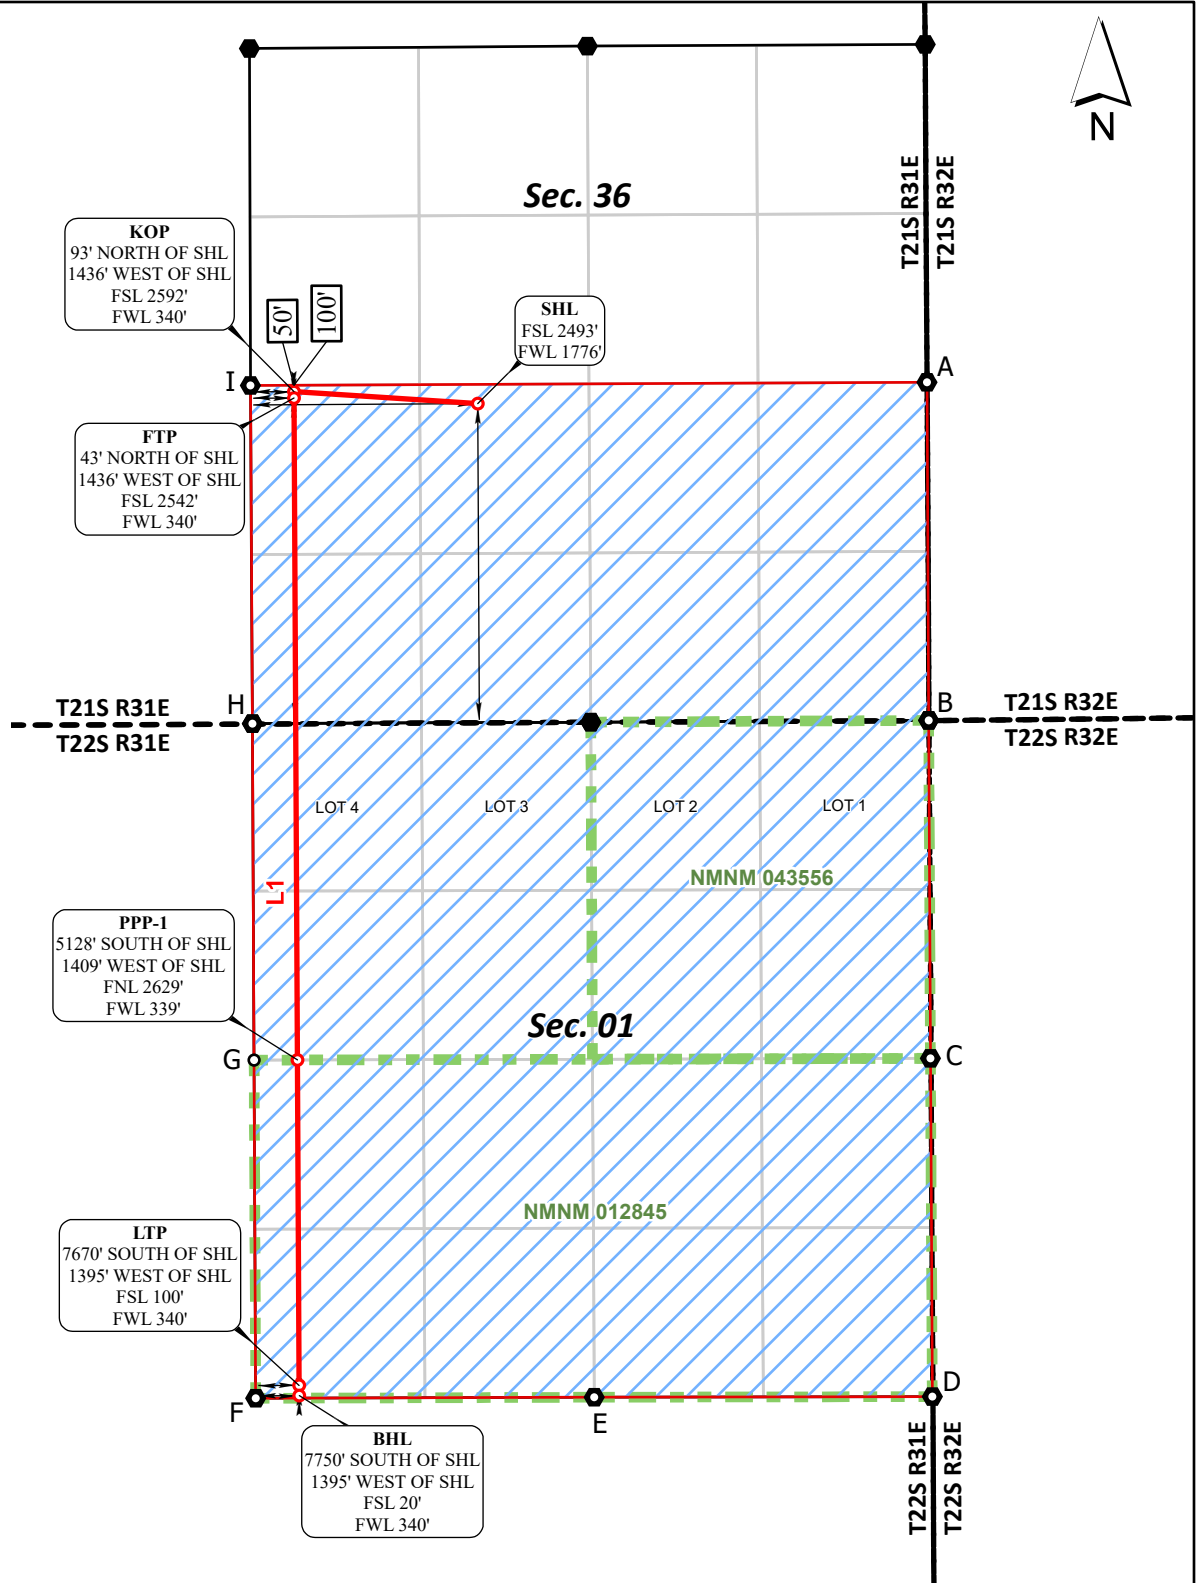 N
T21S R31E
T21S R32E
Sec. 36
KOP
93' NORTH OF SHL
1436' WEST OF SHL
FSL 2592'
FWL 340'
50'
100'
SHL
FSL 2493'
FWL 1776'
I
A
FTP
43' NORTH OF SHL
1436' WEST OF SHL
FSL 2542'
FWL 340'
H
B
T21S R31E
T22S R31E
T21S R32E
T22S R32E
LOT 4
LOT 3
LOT 2
LOT 1
NMNM 043556
L1
PPP-1
5128' SOUTH OF SHL
1409' WEST OF SHL
FNL 2629'
FWL 339'
Sec. 01
G
C
NMNM 012845
LTP
7670' SOUTH OF SHL
1395' WEST OF SHL
FSL 100'
FWL 340'
F
E
D
BHL
7750' SOUTH OF SHL
1395' WEST OF SHL
FSL 20'
FWL 340'
T22S R31E
T22S R32E